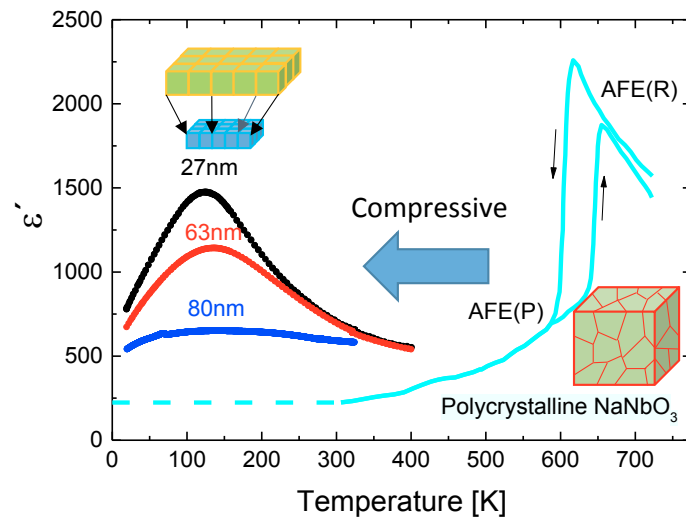 2500
2000
1500
1000
500
0
ε´
27nm
63nm
80nm
Compressive
AFE(R)
AFE(P)
Polycrystalline NaNbO₃
0 100 200 300 400 500 600 700
Temperature [K]